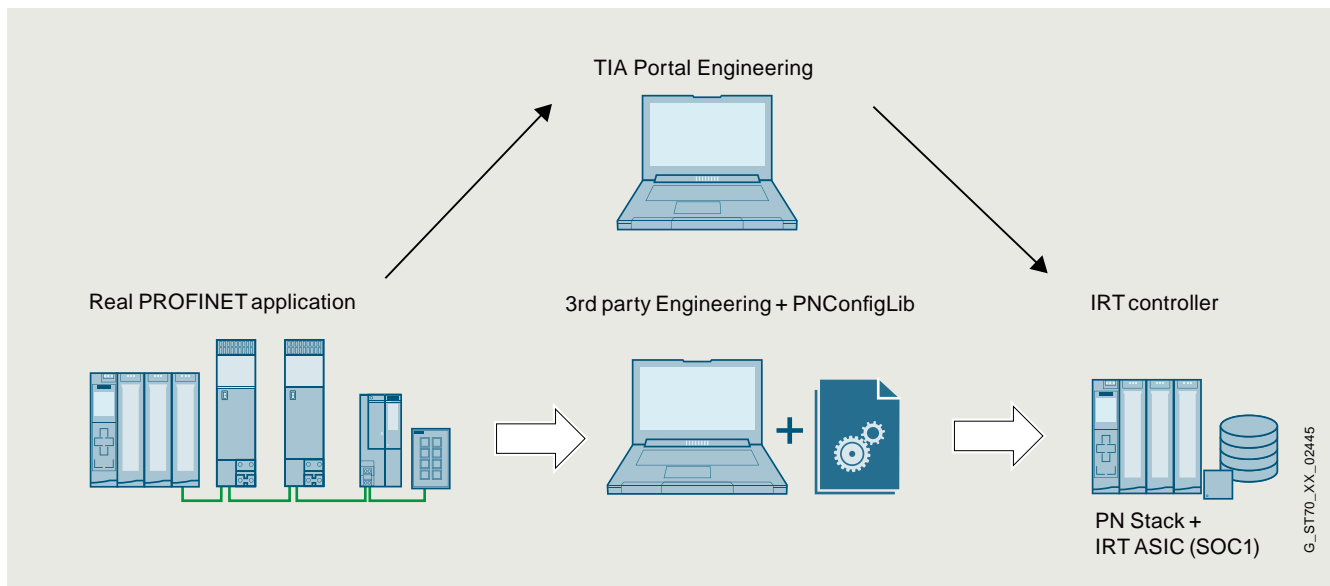 TIA Portal Engineering
Real PROFINET application
3rd party Engineering + PNConfigLib
IRT controller
+
PN Stack +
IRT ASIC (SOC1)
G_ST70_XX_02445